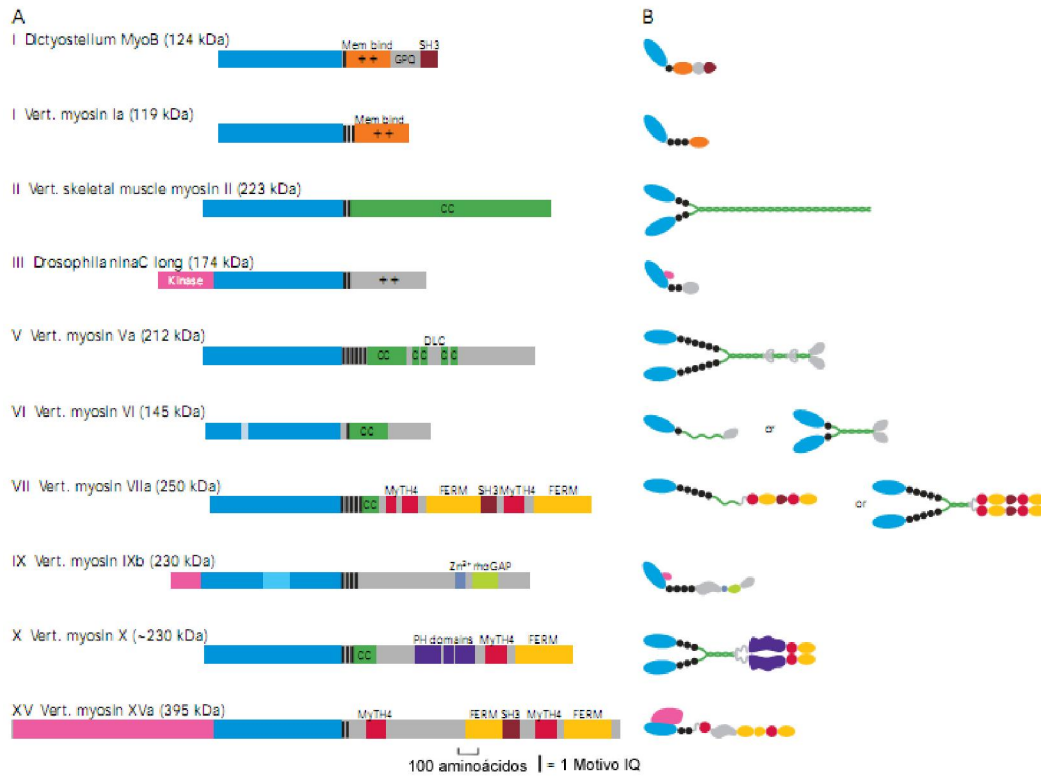 A B
I Dictyostellum MyoB (124 kDa)
Mem bind SH3
++ GPQ
I Vert. myosin Ia (119 kDa)
Mem bind
++
II Vert. skeletal muscle myosin II (223 kDa)
CC
III DrosophilaninaC long (174 kDa)
Kinase ++
V Vert. myosin Va (212 kDa)
DLC
CC C C C C
VI Vert. myosin VI (145 kDa)
CC or
VII Vert. myosin VIIa (250 kDa)
MyTH4 FERM SH3 MyTH4 FERM
CC or
IX Vert. myosin IXb (230 kDa)
Zn²⁺ rhoGAP
X Vert. myosin X (~230 kDa)
PH domains MyTH4 FERM
CC
XV Vert. myosin XVa (395 kDa)
MyTH4 FERM SH3 MyTH4 FERM
100 aminoácidos | = 1 Motivo IQ